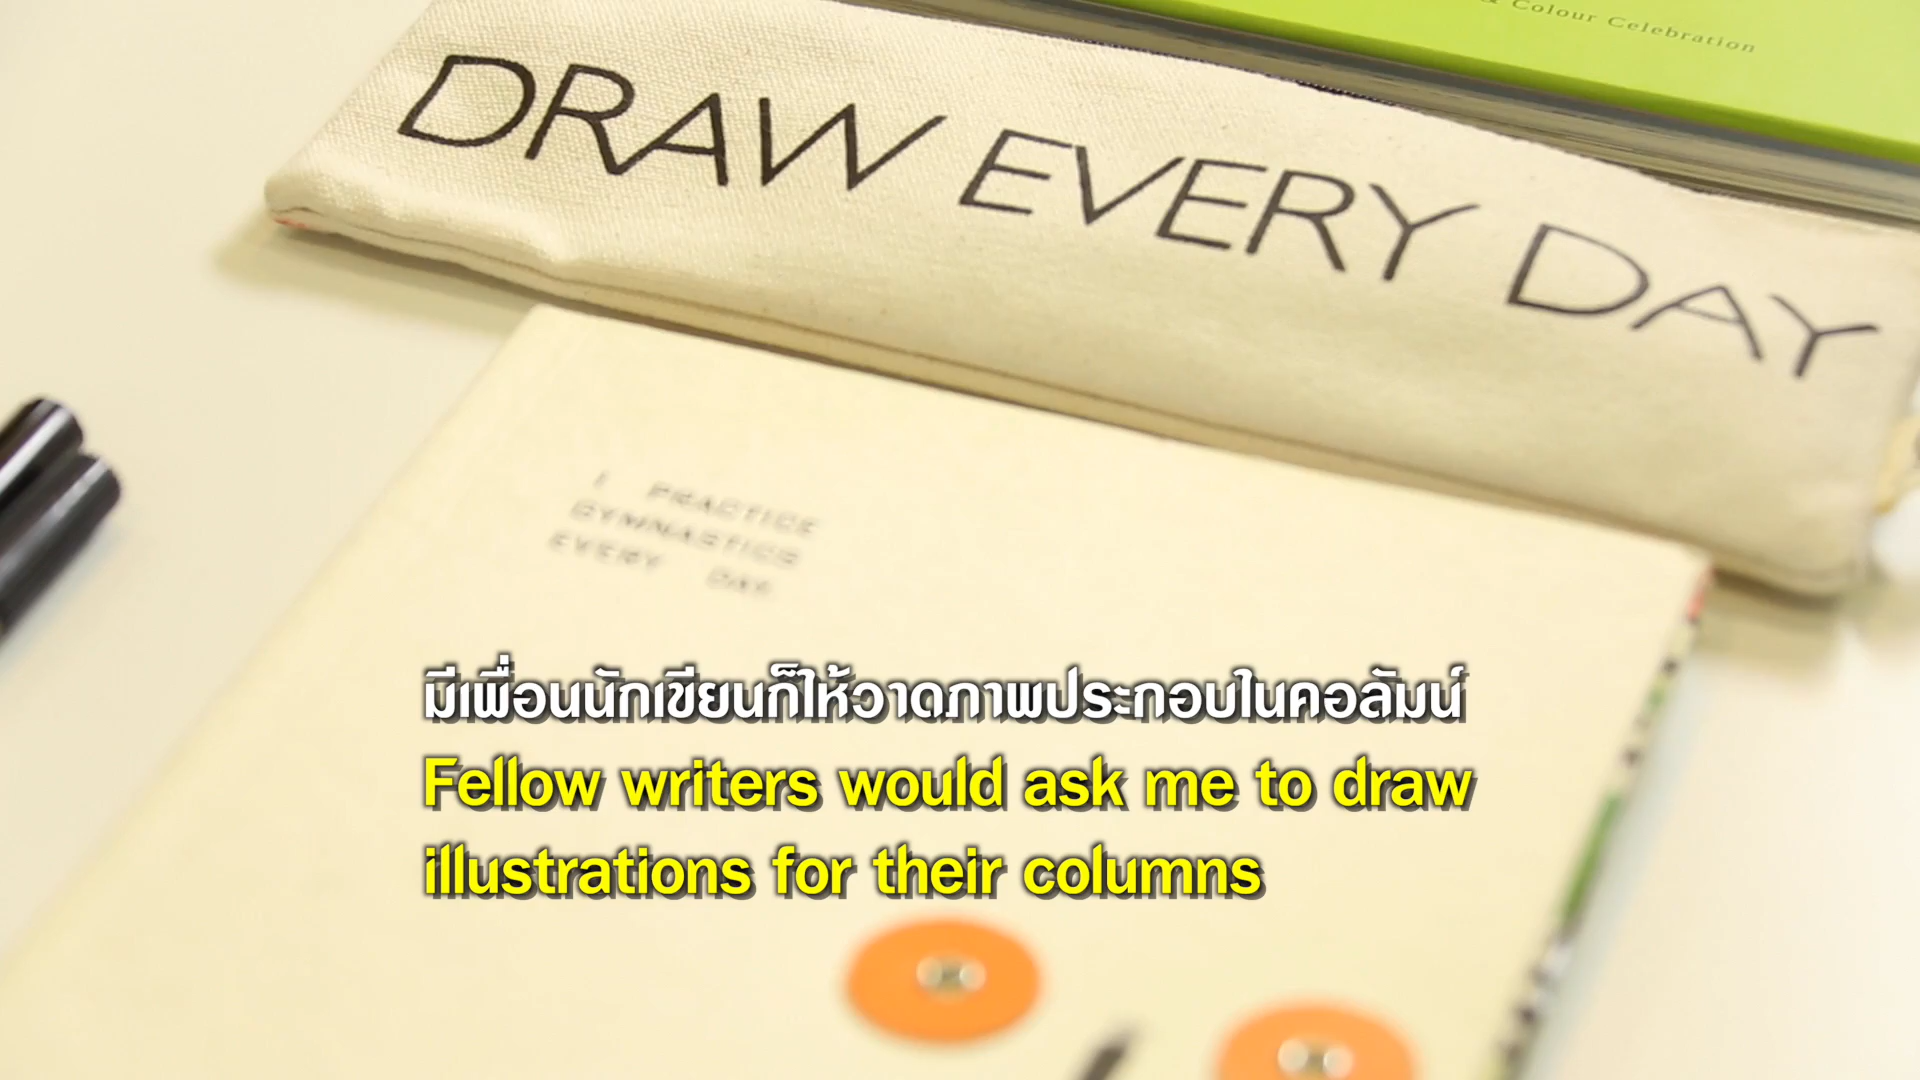 & Colour Celebration
DRAW EVERY DAY
I PRACTICE
GYMNASTICS
EVERY DAY
มีเพื่อนนักเขียนก็ให้วาดภาพประกอบในคอลัมน์
Fellow writers would ask me to draw
illustrations for their columns